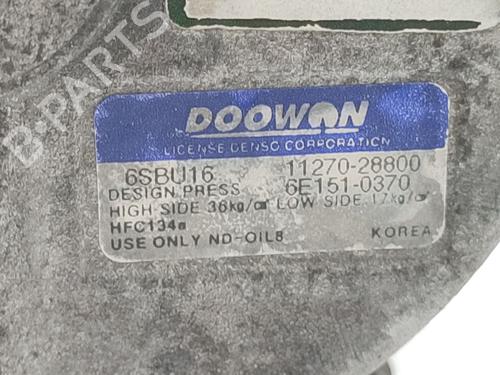 B-PARTS
DOOWON
LICENSE DENSO CORPORATION
6SBU16 11270-28800
DESIGN PRESS 6E151-0370
HIGH SIDE 36kg/㎠ LOW SIDE 17kg/㎠
HFC134a
USE ONLY ND-OIL8 KOREA